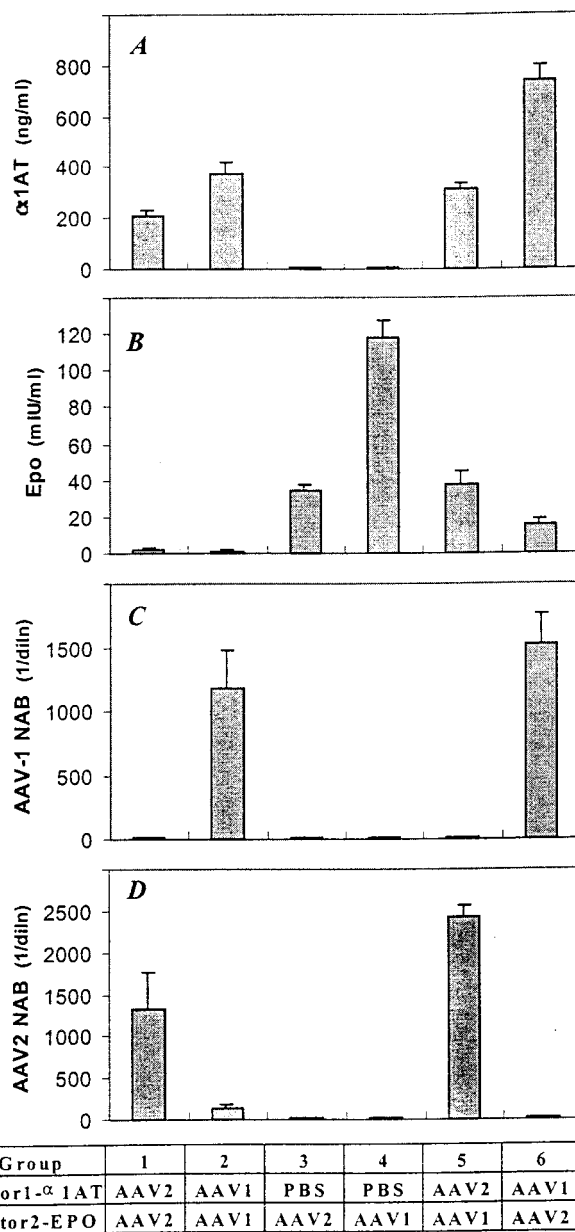 A
α1AT (ng/ml)
800
600
400
200
0
B
Epo (mIU/ml)
120
100
80
60
40
20
0
C
AAV-1 NAB (1/diln)
1500
1000
500
0
D
AAV2 NAB (1/diln)
2500
2000
1500
1000
500
0
Group 1 2 3 4 5 6
or1-α 1AT AAV2 AAV1 PBS PBS AAV2 AAV1
tor2-EPO AAV2 AAV1 AAV2 AAV1 AAV1 AAV2